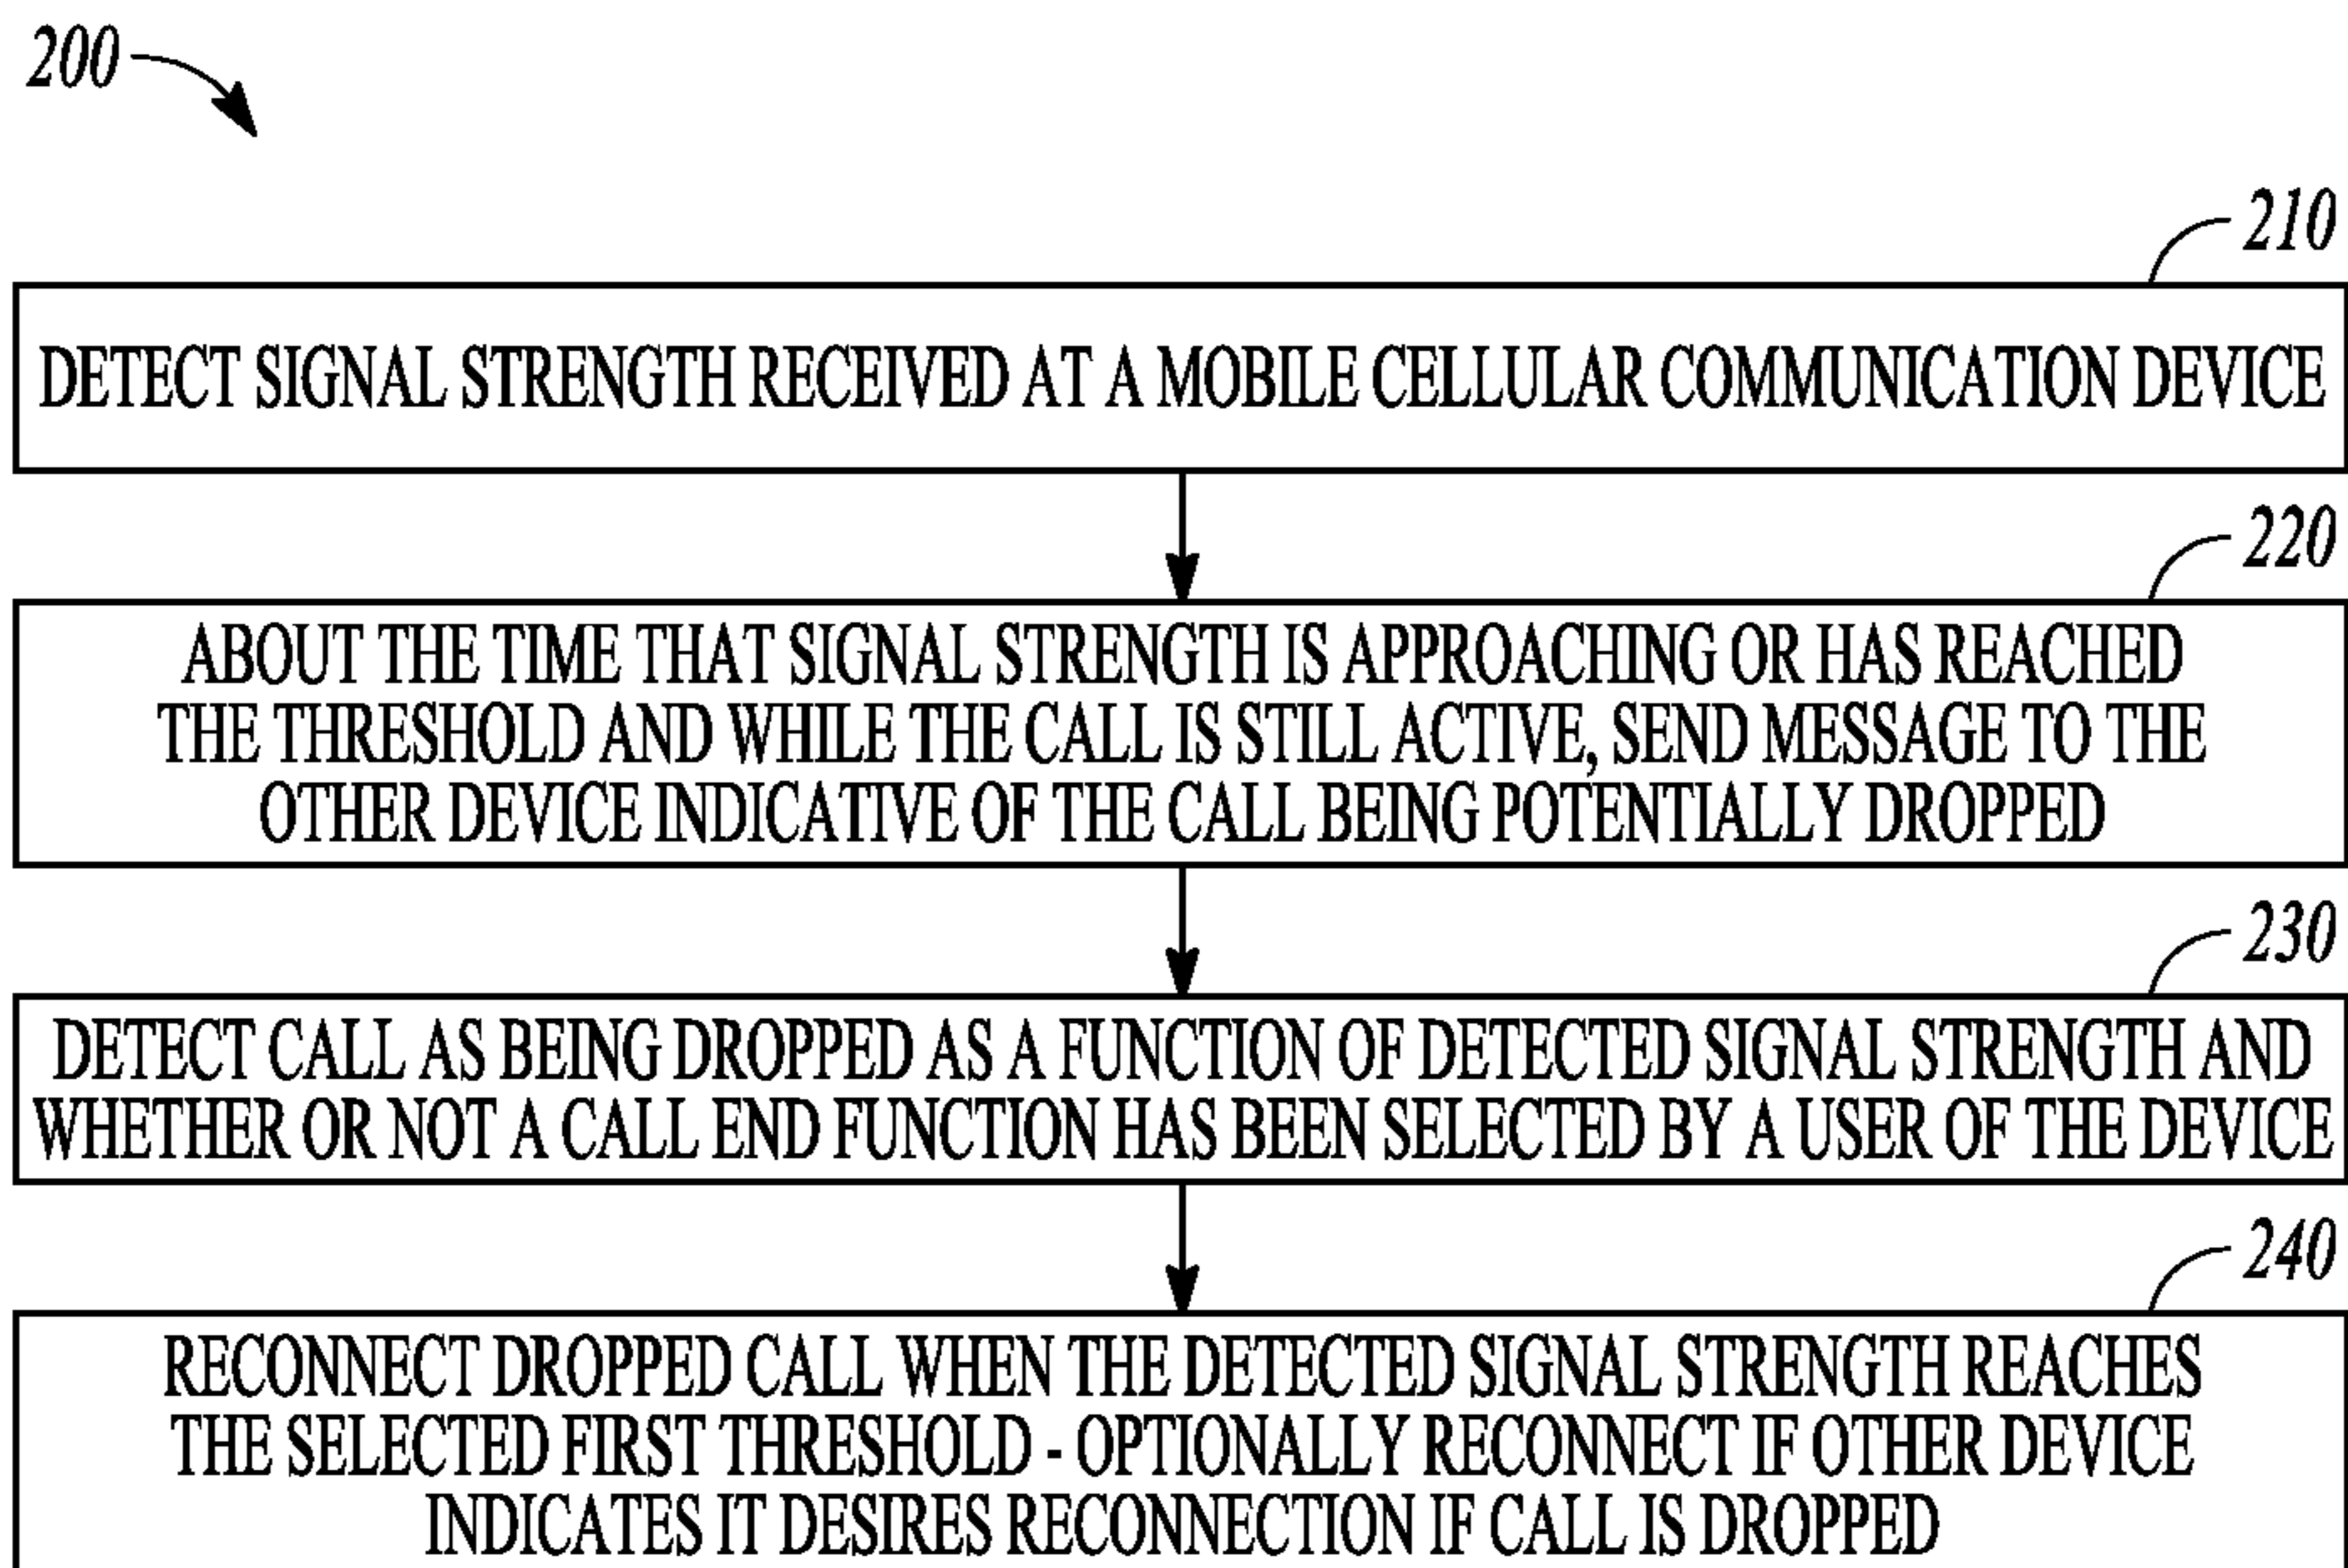 200
210
DETECT SIGNAL STRENGTH RECEIVED AT A MOBILE CELLULAR COMMUNICATION DEVICE
220
ABOUT THE TIME THAT SIGNAL STRENGTH IS APPROACHING OR HAS REACHED
THE THRESHOLD AND WHILE THE CALL IS STILL ACTIVE, SEND MESSAGE TO THE
OTHER DEVICE INDICATIVE OF THE CALL BEING POTENTIALLY DROPPED
230
DETECT CALL AS BEING DROPPED AS A FUNCTION OF DETECTED SIGNAL STRENGTH AND
WHETHER OR NOT A CALL END FUNCTION HAS BEEN SELECTED BY A USER OF THE DEVICE
240
RECONNECT DROPPED CALL WHEN THE DETECTED SIGNAL STRENGTH REACHES
THE SELECTED FIRST THRESHOLD - OPTIONALLY RECONNECT IF OTHER DEVICE
INDICATES IT DESIRES RECONNECTION IF CALL IS DROPPED